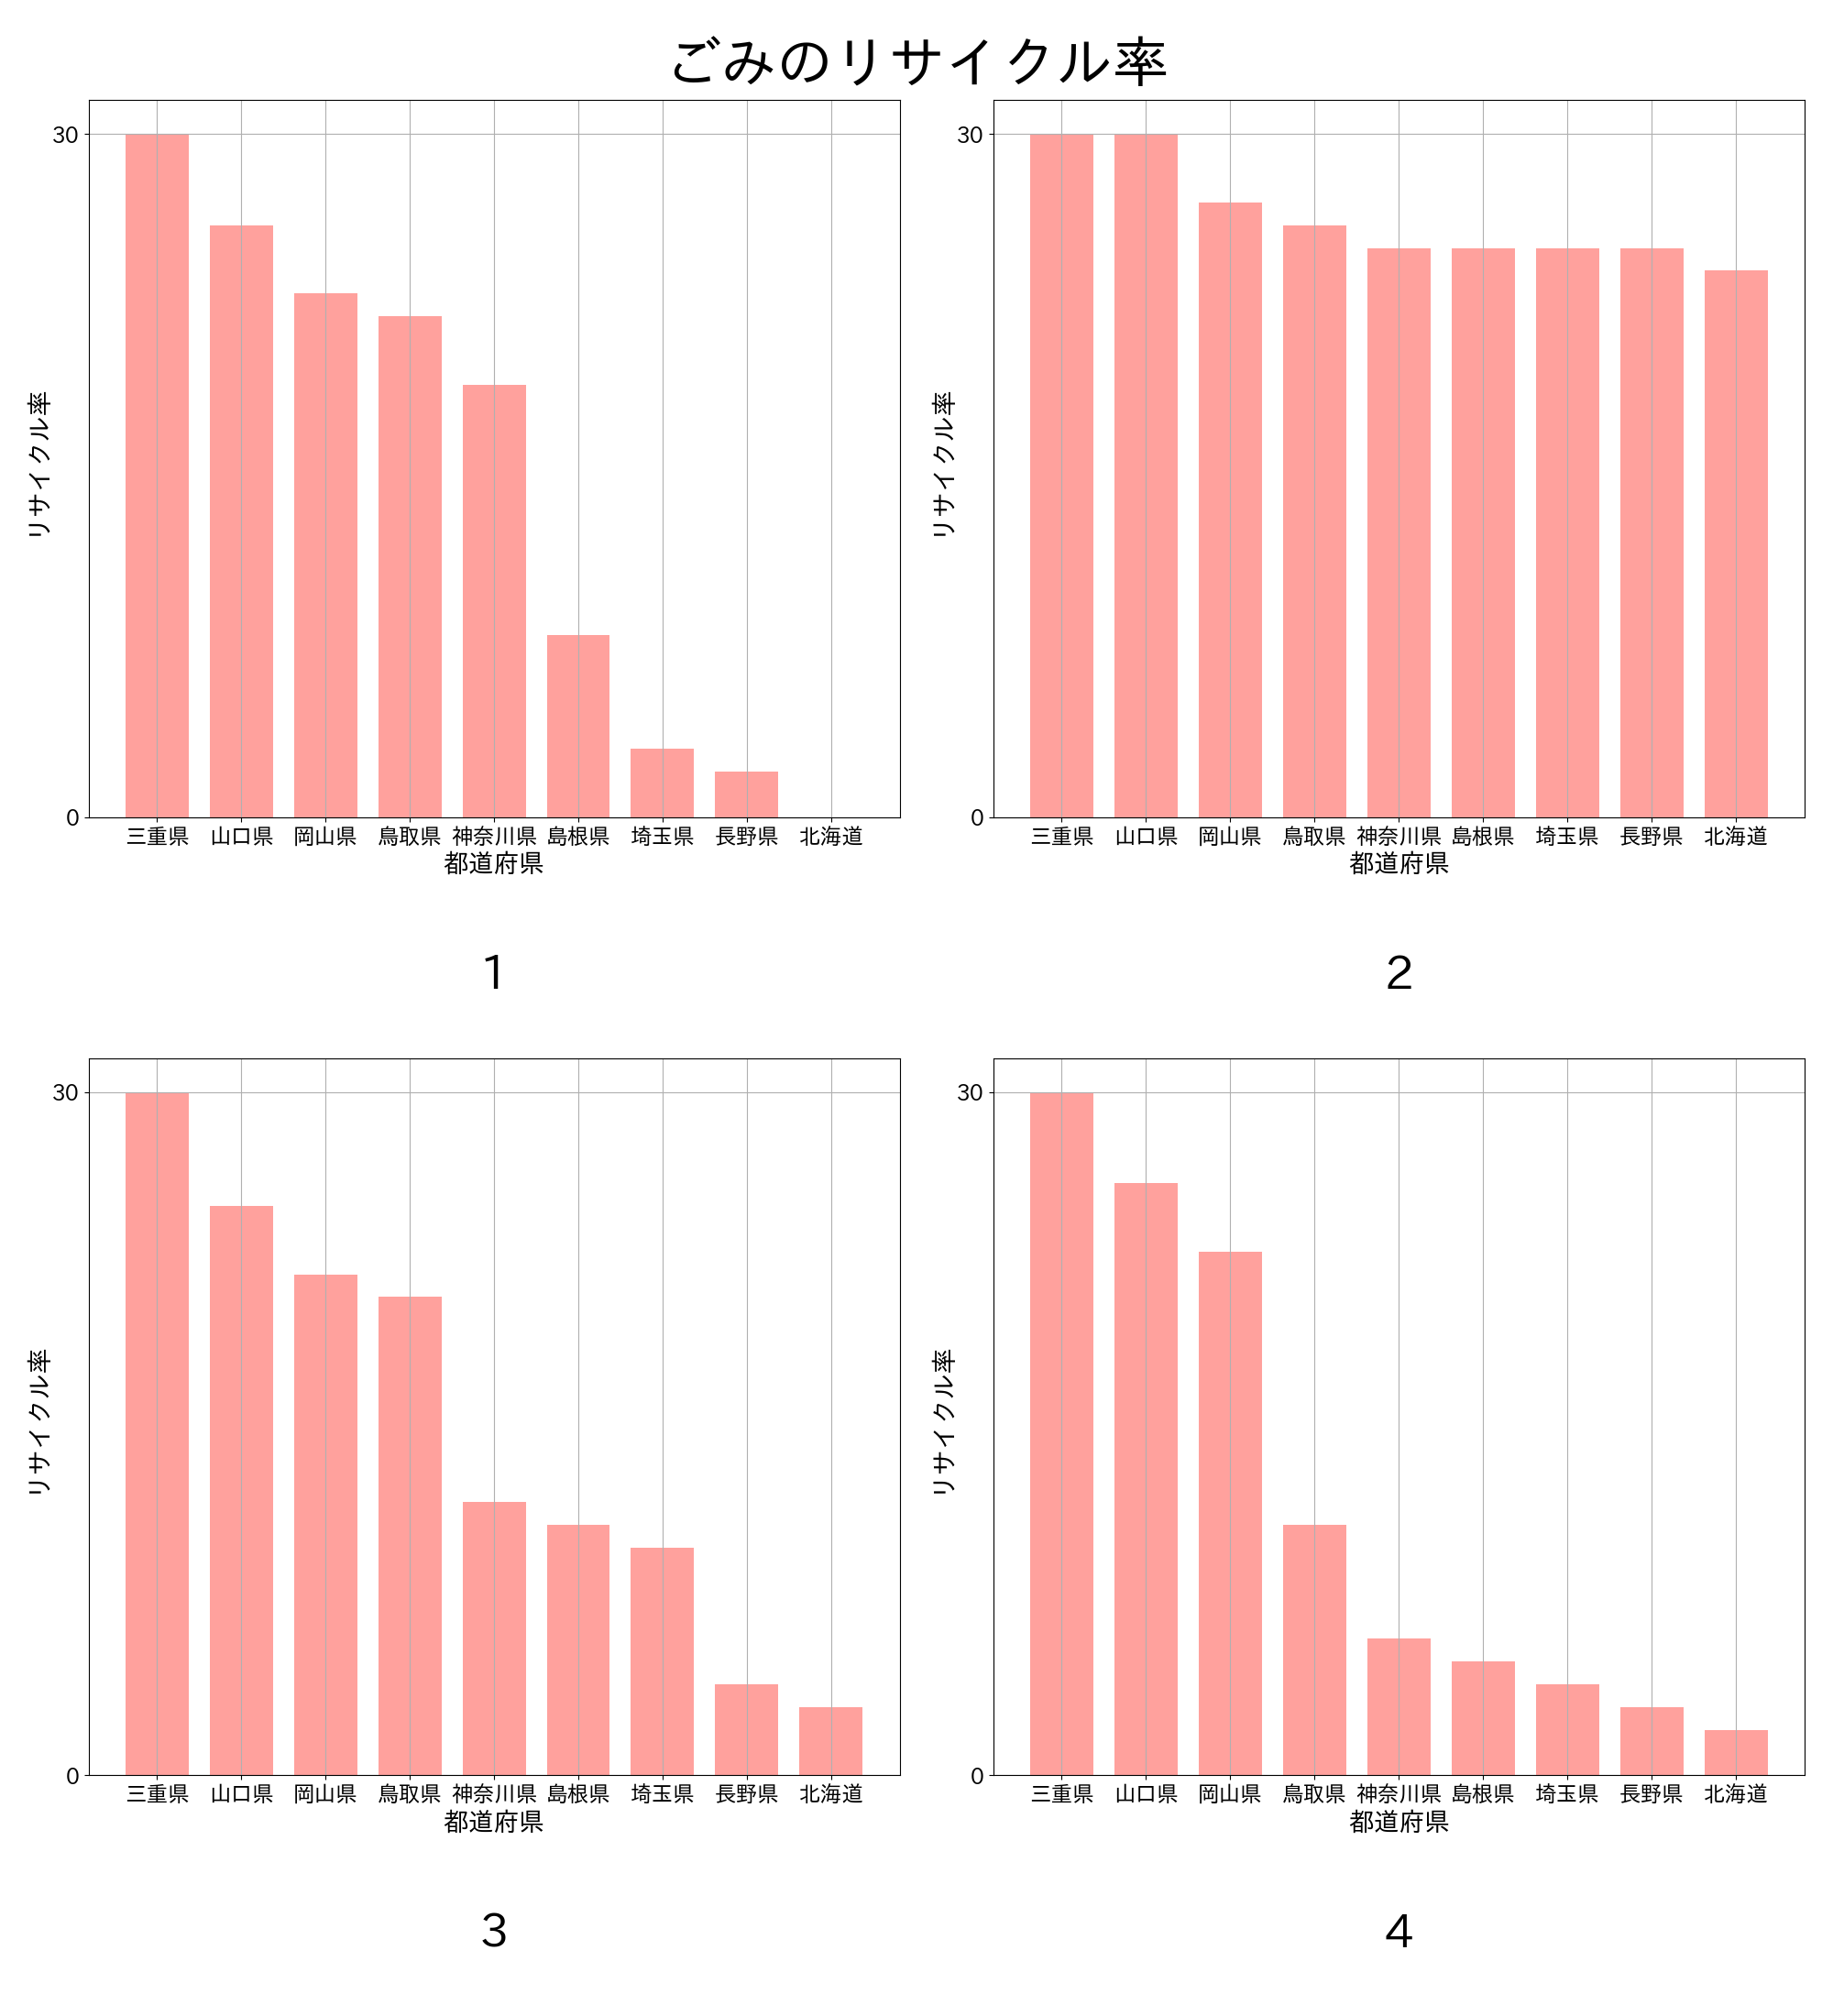 ごみのリサイクル率
30
0
リサイクル率
三重県 山口県 岡山県 鳥取県 神奈川県 島根県 埼玉県 長野県 北海道
都道府県
1
30
0
リサイクル率
三重県 山口県 岡山県 鳥取県 神奈川県 島根県 埼玉県 長野県 北海道
都道府県
2
30
0
リサイクル率
三重県 山口県 岡山県 鳥取県 神奈川県 島根県 埼玉県 長野県 北海道
都道府県
3
30
0
リサイクル率
三重県 山口県 岡山県 鳥取県 神奈川県 島根県 埼玉県 長野県 北海道
都道府県
4